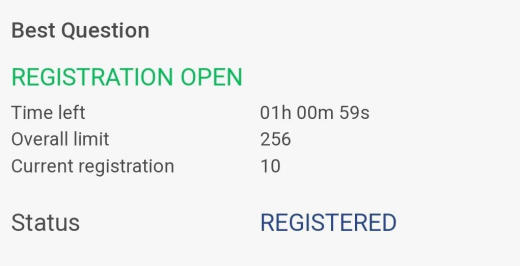 Best Question
REGISTRATION OPEN
Time left 01h 00m 59s
Overall limit 256
Current registration 10
Status REGISTERED